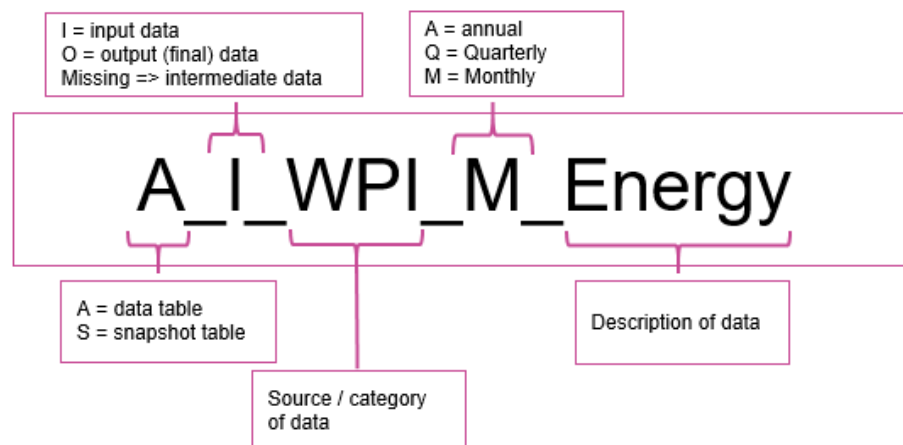 I = input data
O = output (final) data
Missing => intermediate data
A = annual
Q = Quarterly
M = Monthly
A_I_WPI_M_Energy
A = data table
S = snapshot table
Source / category
of data
Description of data